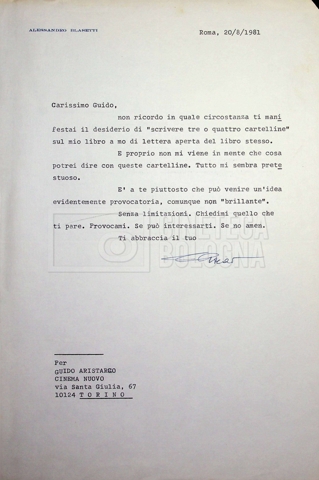 ALESSANDRO BLASETTI
Roma, 20/8/1981
Carissimo Guido,
non ricordo in quale circostanza ti mani
festai il desiderio di "scrivere tre o quattro cartelline"
sul mio libro a mo di lettera aperta del libro stesso.
E proprio non mi viene in mente che cosa
potrei dire con queste cartelline. Tutto mi sembra prete
stuoso.
E' a te piuttosto che può venire un'idea
evidentemente provocatoria, comunque non "brillante".
Sensa limitazioni. Chiedimi quello che
ti pare. Provocami. Se può interessarti. Se no amen.
Ti abbraccia il tuo
CINETECA
BOLOGNA
Per
GUIDO ARISTARCO
CINEMA NUOVO
via Santa Giulia, 67
10124 TORINO